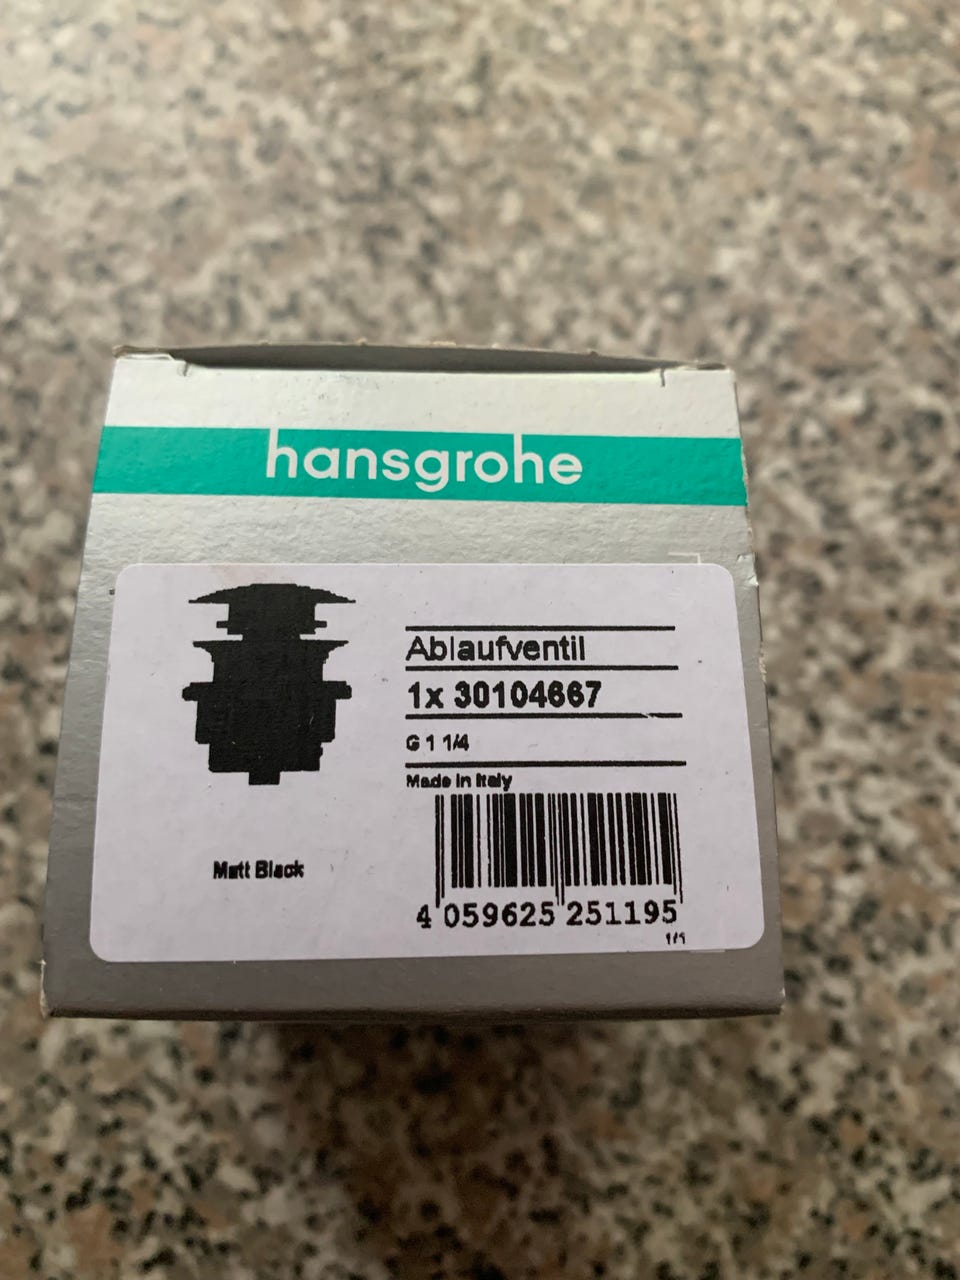 hansgrohe
Ablaufventil
1x 30104667
G 1 1/4
Made in Italy
Matt Black
4 059625 251195
1/1